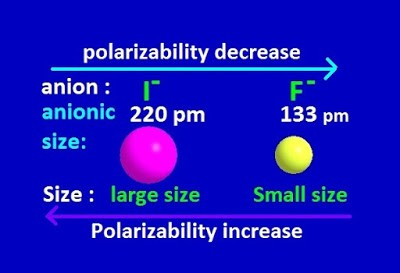 polarizability decrease
anion : I⁻ F⁻
anionic 220 pm 133 pm
size:
Size : large size Small size
Polarizability increase